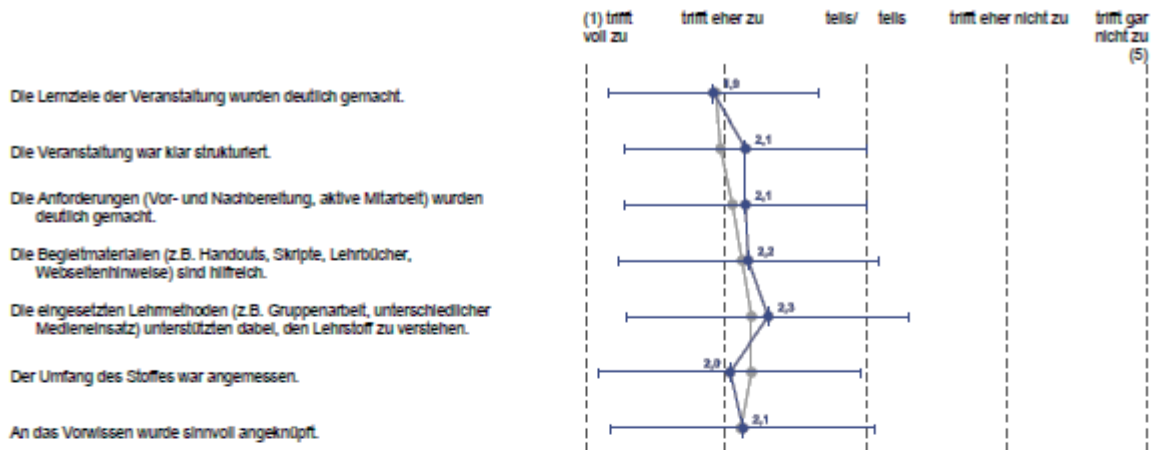 (1) trifft trifft eher zu teils/ teils trifft eher nicht zu trifft gar
voll zu nicht zu
(5)
Die Lernziele der Veranstaltung wurden deutlich gemacht.
1,9
Die Veranstaltung war klar strukturiert.
2,1
Die Anforderungen (Vor- und Nachbereitung, aktive Mitarbeit) wurden
deutlich gemacht.
2,1
Die Begleitmaterialien (z.B. Handouts, Skripte, Lehrbücher,
Webseitenhinweise) sind hilfreich.
2,2
Die eingesetzten Lehrmethoden (z.B. Gruppenarbeit, unterschiedlicher
Medieneinsatz) unterstützten dabei, den Lehrstoff zu verstehen.
2,3
Der Umfang des Stoffes war angemessen.
2,0
An das Vorwissen wurde sinnvoll angeknüpft.
2,1